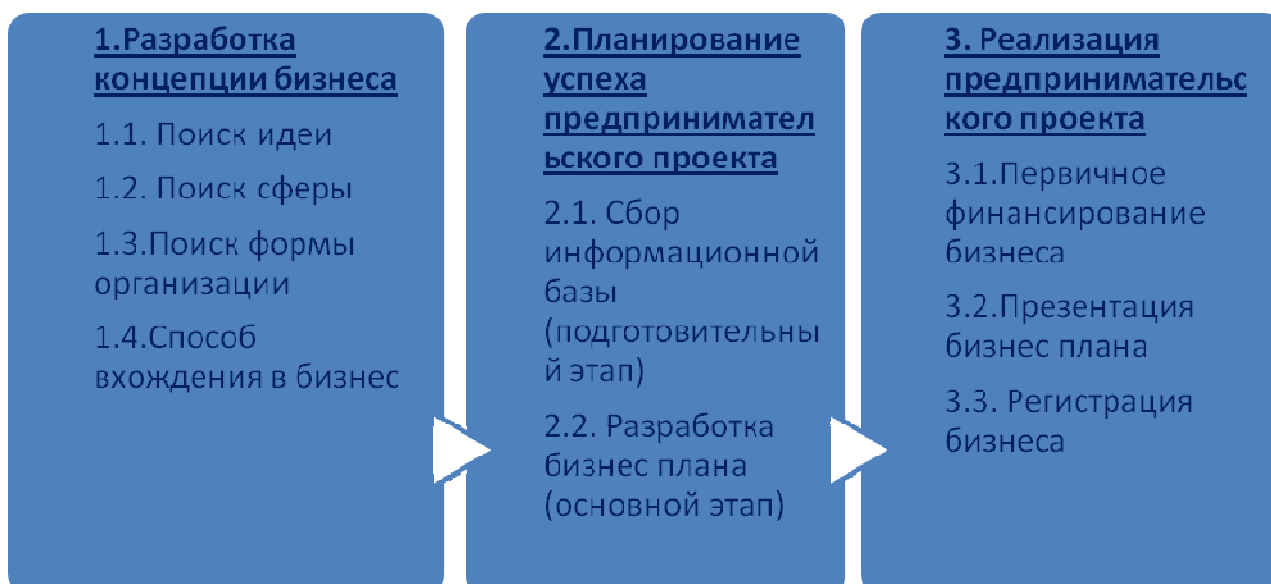 1.Разработка
концепции бизнеса
1.1. Поиск идеи
1.2. Поиск сферы
1.3.Поиск формы
организации
1.4.Способ
вхождения в бизнес
2.Планирование
успеха
предпринимател
ьского проекта
2.1. Сбор
информационной
базы
(подготовительны
й этап)
2.2. Разработка
бизнес плана
(основной этап)
3. Реализация
предпринимательс
кого проекта
3.1.Первичное
финансирование
бизнеса
3.2.Презентация
бизнес плана
3.3. Регистрация
бизнеса